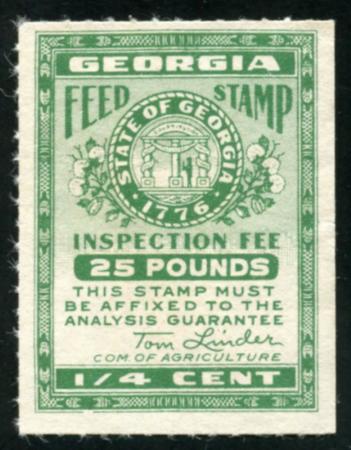 GEORGIA
FEED STAMP
STATE OF GEORGIA
1776
INSPECTION FEE
25 POUNDS
THIS STAMP MUST
BE AFFIXED TO THE
ANALYSIS GUARANTEE
Tom Linder
COM. OF AGRICULTURE
1/4 CENT